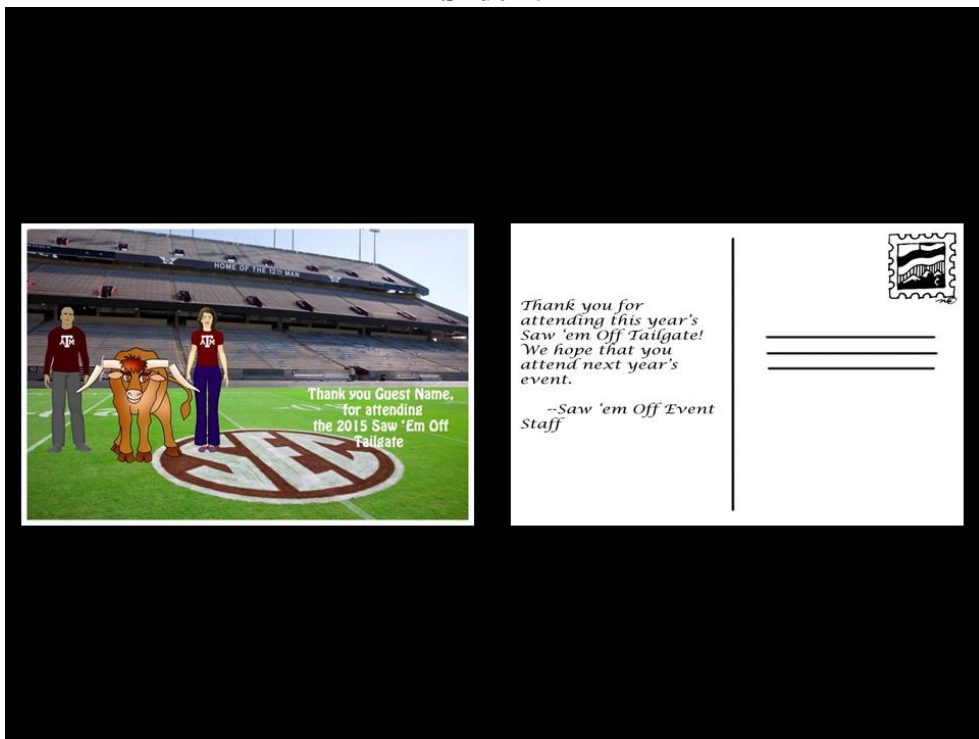 HOME OF THE 12TH MAN
ATM
ATM
Thank you Guest Name,
for attending
the 2015 Saw 'Em Off
Tailgate
SEC
Thank you for
attending this year's
Saw 'em Off Tailgate!
We hope that you
attend next year's
event.
--Saw 'em Off Event
Staff